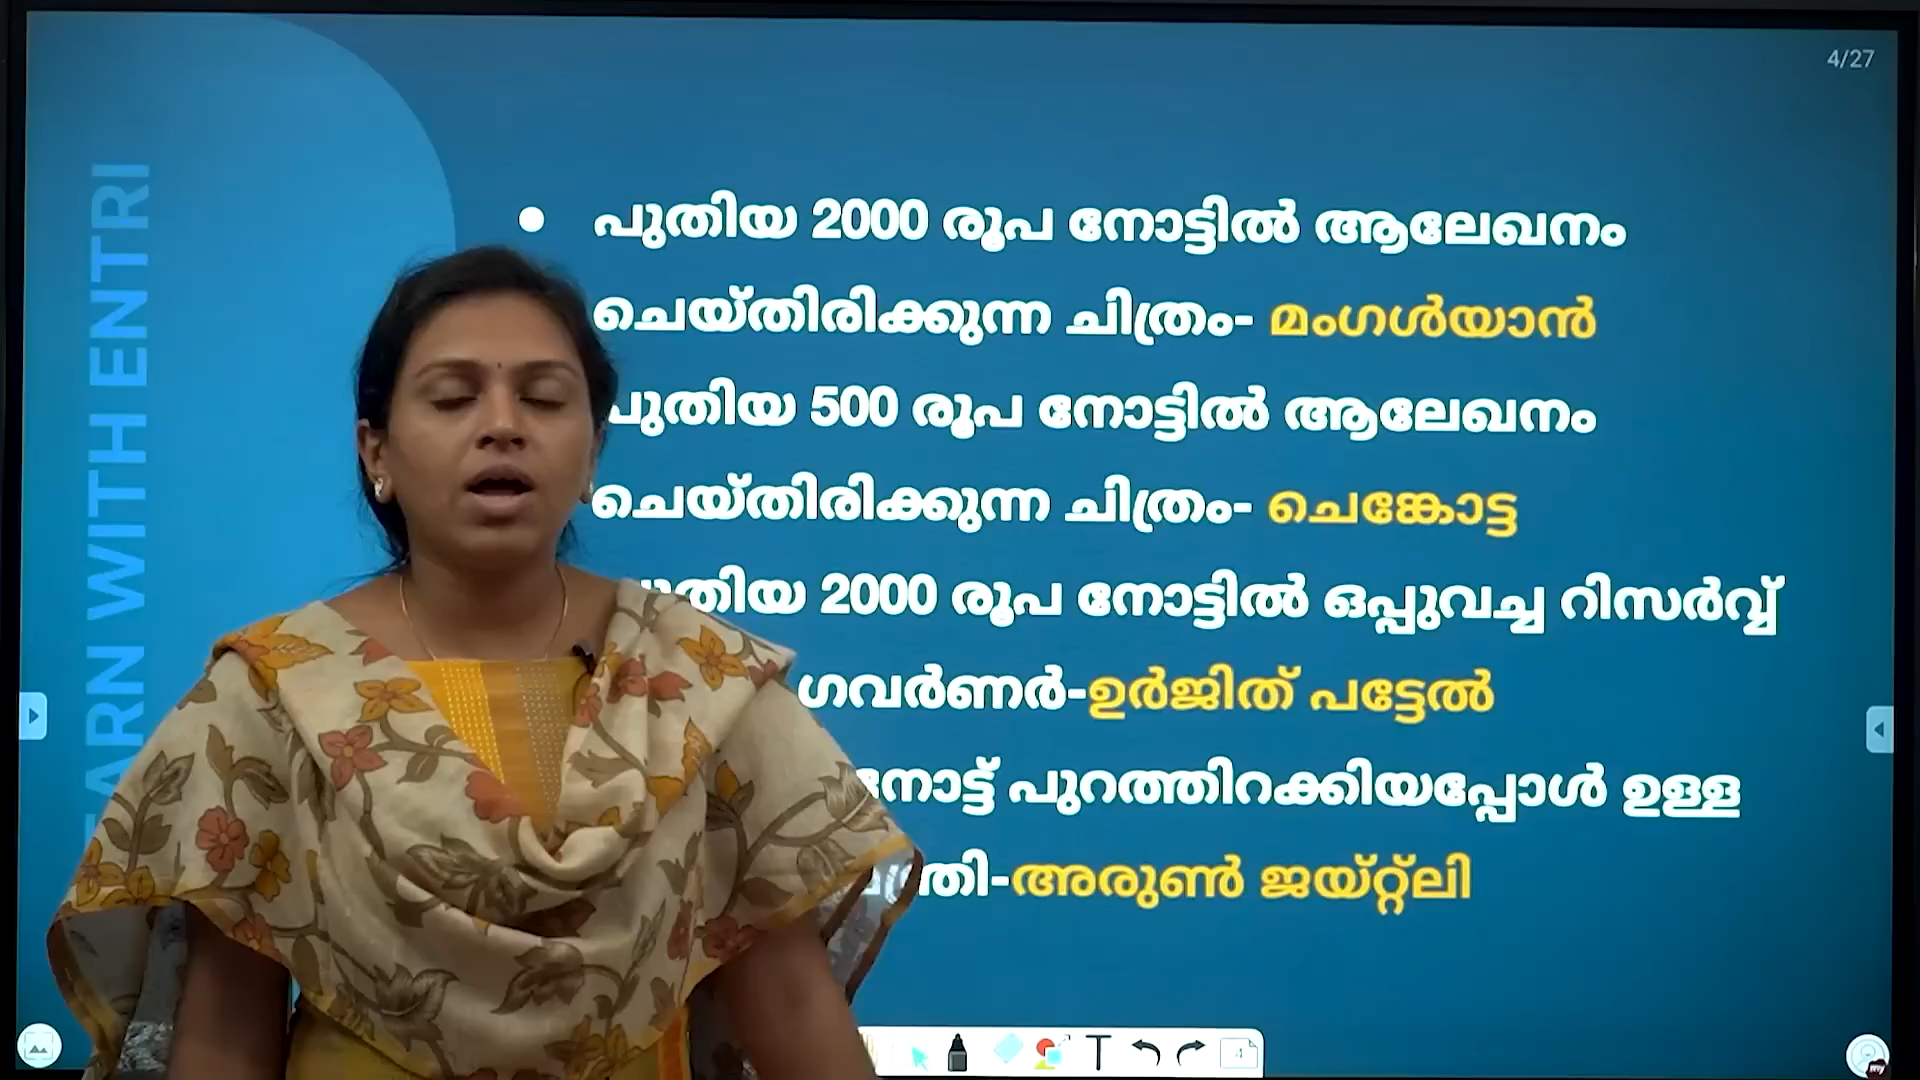 4/27
പുതിയ 2000 രൂപ നോട്ടിൽ ആലേഖനം
ചെയ്തിരിക്കുന്ന ചിത്രം- മംഗൾയാൻ
പുതിയ 500 രൂപ നോട്ടിൽ ആലേഖനം
ചെയ്തിരിക്കുന്ന ചിത്രം- ചെങ്കോട്ട
2000 രൂപ നോട്ടിൽ ഒപ്പുവച്ച റിസർവ്വ്
ഗവർണർ-ഉർജിത് പട്ടേൽ
നോട്ട് പുറത്തിറക്കിയപ്പോൾ ഉള്ള
അരുൺ ജയ്റ്റ്ലി
WITH ENTRI